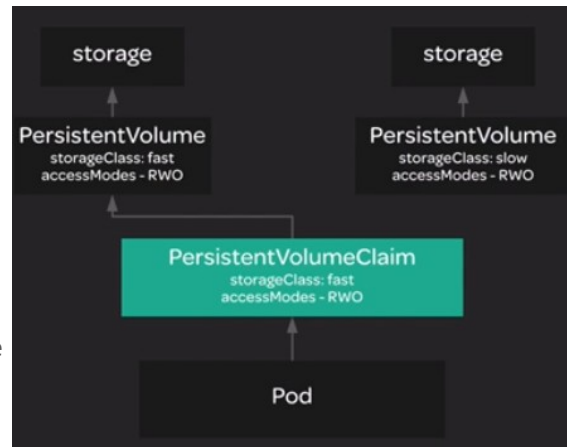 storage
storage
PersistentVolume
storageClass: fast
accessModes - RWO
PersistentVolume
storageClass: slow
accessModes - RWO
PersistentVolumeClaim
storageClass: fast
accessModes - RWO
Pod